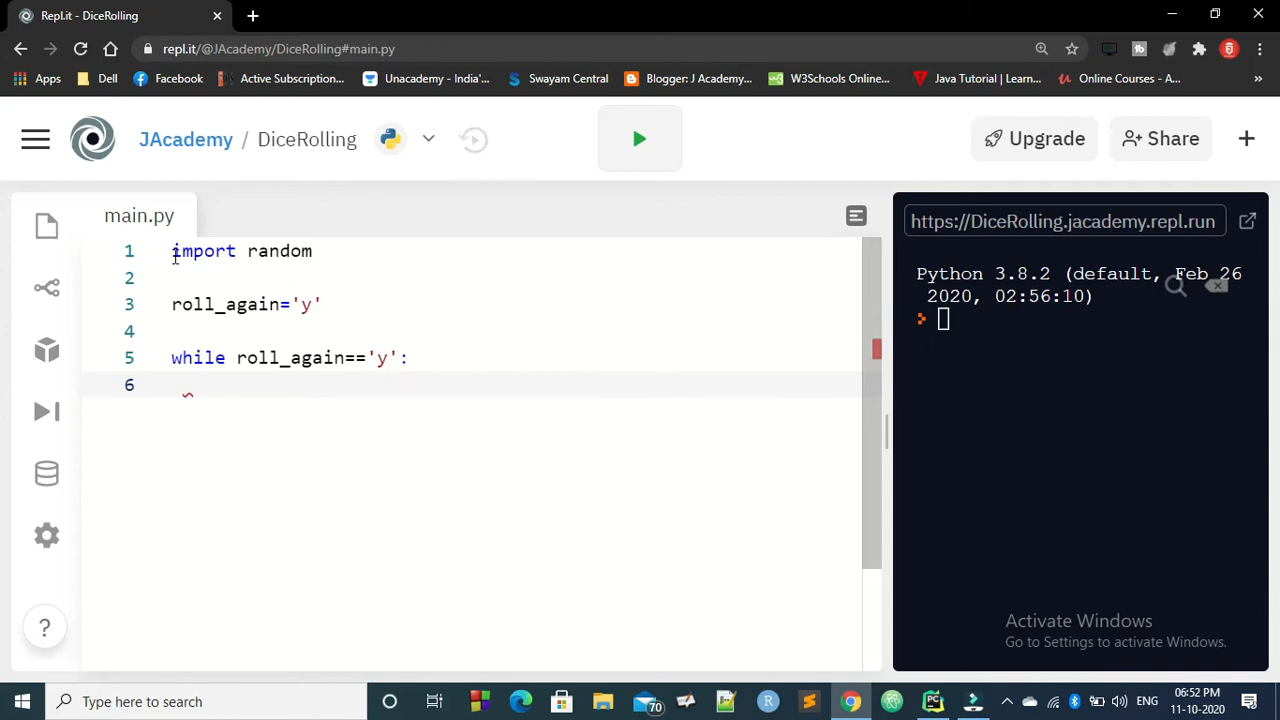 Repl.it - DiceRolling
repl.it/@JAcademy/DiceRolling#main.py
Apps Dell Facebook Active Subscription... Unacademy - India'... Swayam Central Blogger: J Academy... W3Schools Online... Java Tutorial | Learn... Online Courses - A...
JAcademy / DiceRolling Upgrade Share
main.py
https://DiceRolling.jacademy.repl.run
1 import random
2
3 roll_again='y'
4
5 while roll_again=='y':
6
Python 3.8.2 (default, Feb 26
2020, 02:56:10)
Activate Windows
Go to Settings to activate Windows.
?
Type here to search 70 R ENG 06:52 PM
11-10-2020